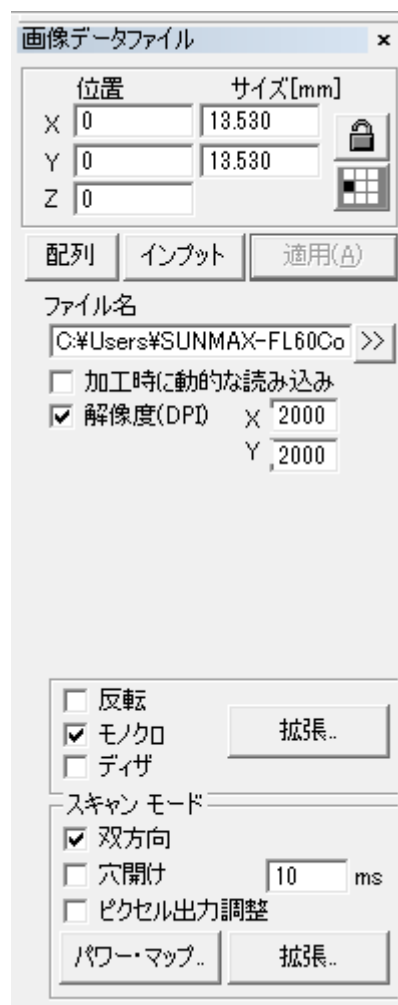 画像データファイル ×
位置 サイズ[mm]
X 0 13.530
Y 0 13.530
Z 0
配列 インプット 適用(A)
ファイル名
C:¥Users¥SUNMAX-FL60Co >>
加工時に動的な読み込み
解像度(DPI) X 2000
Y 2000
反転
モノクロ 拡張..
ディザ
スキャン モード
双方向
穴開け 10 ms
ピクセル出力調整
パワー・マップ.. 拡張..